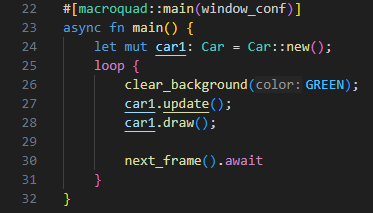 22 #[macroquad::main(window_conf)]
23 async fn main() {
24     let mut car1: Car = Car::new();
25     loop {
26         clear_background(color: GREEN);
27         car1.update();
28         car1.draw();
29
30         next_frame().await
31     }
32 }